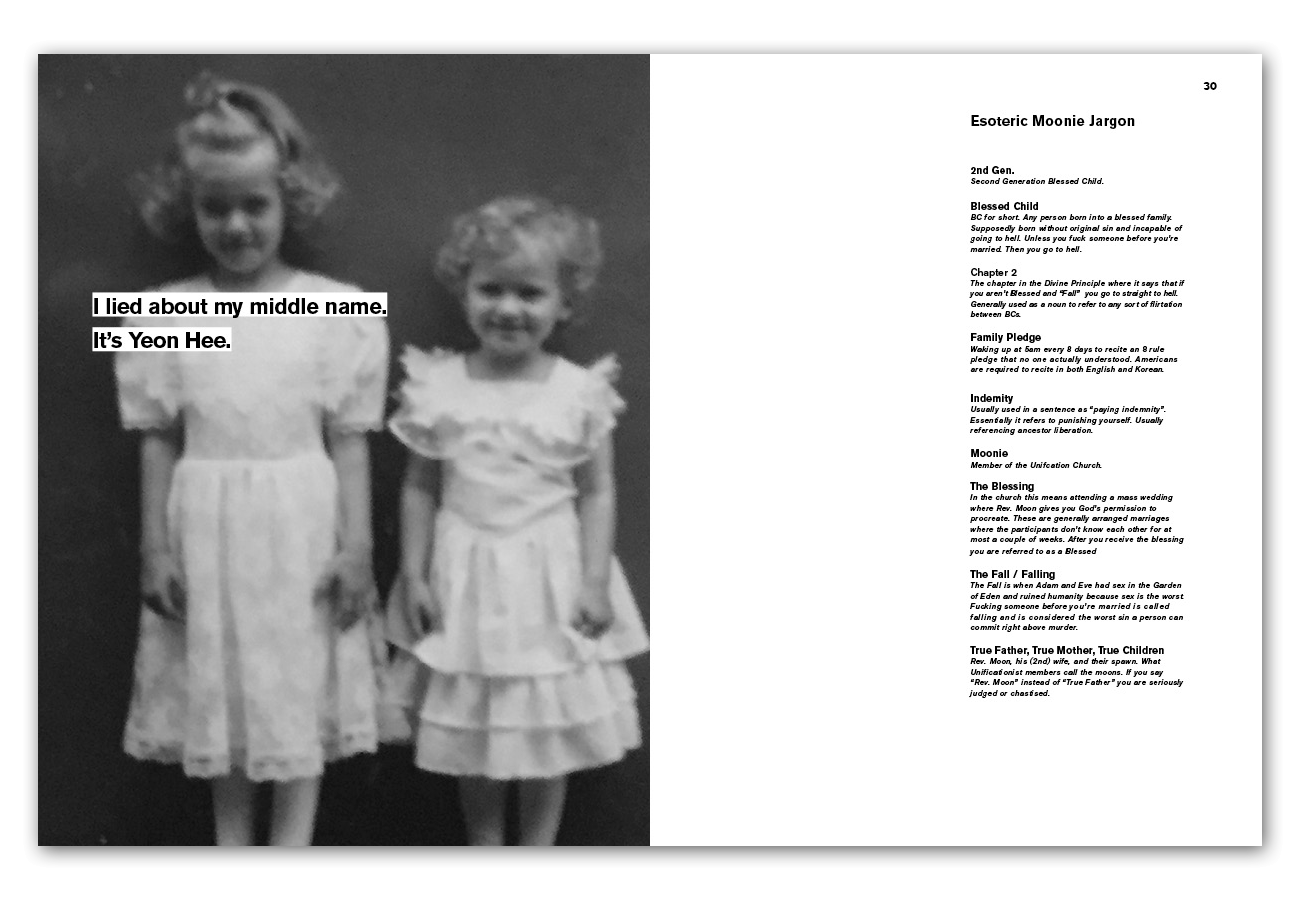 I lied about my middle name.
It's Yeon Hee.
30
Esoteric Moonie Jargon
2nd Gen.
Second Generation Blessed Child.
Blessed Child
BC for short. Any person born into a blessed family.
Supposedly born without original sin and incapable of
going to hell. Unless you fuck someone before you're
married. Then you go to hell.
Chapter 2
The chapter in the Divine Principle where it says that if
you aren't Blessed and "Fall" you go to straight to hell.
Generally used as a noun to refer to any sort of flirtation
between BCs.
Family Pledge
Waking up at 5am every 8 days to recite an 8 rule
pledge that no one actually understood. Americans
are required to recite in both English and Korean.
Indemity
Usually used in a sentence as "paying indemnity".
Essentially it refers to punishing yourself. Usually
referencing ancestor liberation.
Moonie
Member of the Unifcation Church.
The Blessing
In the church this means attending a mass wedding
where Rev. Moon gives you God's permission to
procreate. These are generally arranged marriages
where the participants don't know each other for at
most a couple of weeks. After you receive the blessing
you are referred to as a Blessed
The Fall / Falling
The Fall is when Adam and Eve had sex in the Garden
of Eden and ruined humanity because sex is the worst
Fucking someone before you're married is called
falling and is considered the worst sin a person can
commit right above murder.
True Father, True Mother, True Children
Rev. Moon, his (2nd) wife, and their spawn. What
Unificationist members call the moons. If you say
"Rev. Moon" instead of "True Father" you are seriously
judged or chastised.